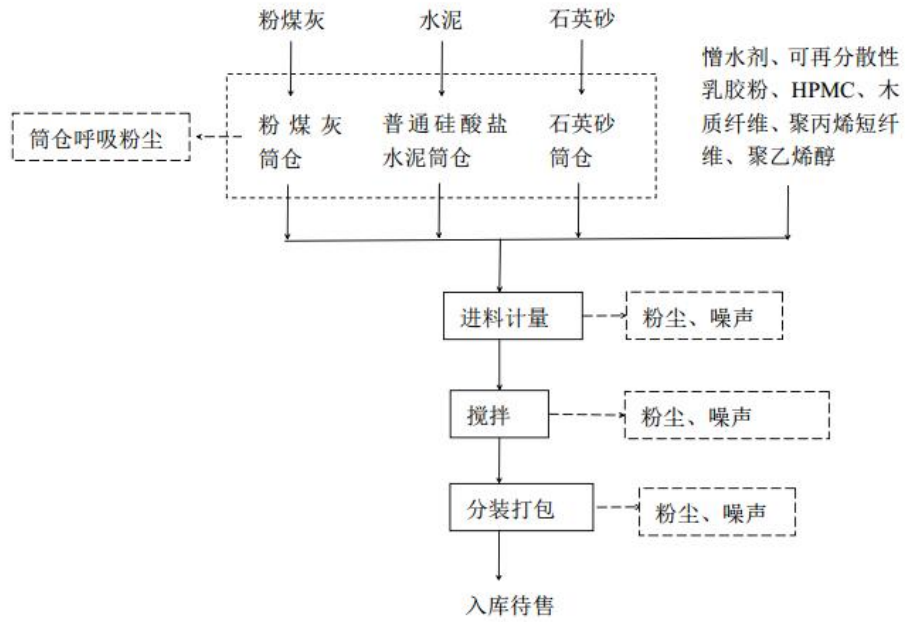 粉煤灰
水泥
石英砂
憎水剂、可再分散性
乳胶粉、HPMC、木
质纤维、聚丙烯短纤
维、聚乙烯醇
筒仓呼吸粉尘
粉煤灰
筒仓
普通硅酸盐
水泥筒仓
石英砂
筒仓
进料计量
粉尘、噪声
搅拌
粉尘、噪声
分装打包
粉尘、噪声
入库待售